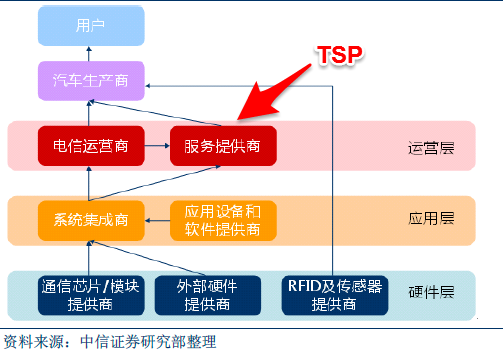 用户
TSP
汽车生产商
电信运营商
服务提供商
运营层
系统集成商
应用设备和
软件提供商
应用层
通信芯片/模块
提供商
外部硬件
提供商
RFID及传感器
提供商
硬件层
资料来源：中信证券研究部整理